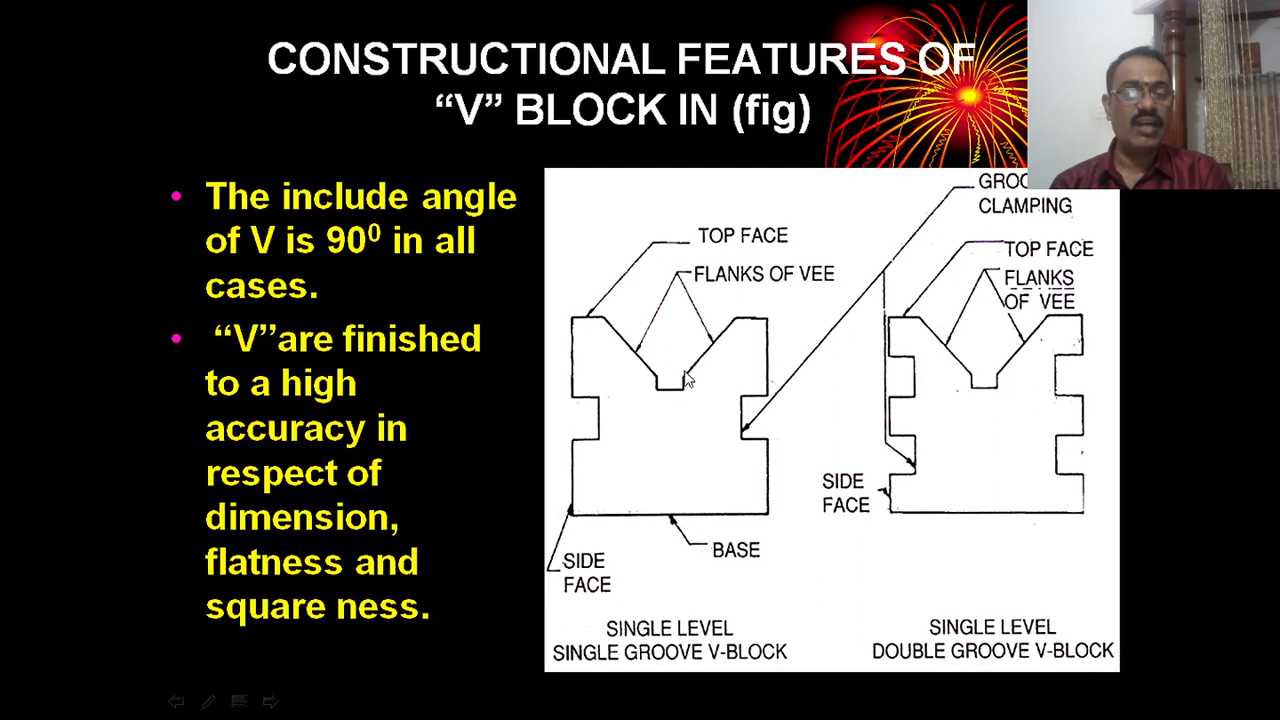 CONSTRUCTIONAL FEATURES OF
“V” BLOCK IN (fig)
• The include angle
of V is 90⁰ in all
cases.
• “V”are finished
to a high
accuracy in
respect of
dimension,
flatness and
square ness.
CLAMPING
TOP FACE
FLANKS OF VEE
TOP FACE
FLANKS
OF VEE
SIDE
FACE
BASE
SIDE
FACE
SINGLE LEVEL
SINGLE GROOVE V-BLOCK
SINGLE LEVEL
DOUBLE GROOVE V-BLOCK